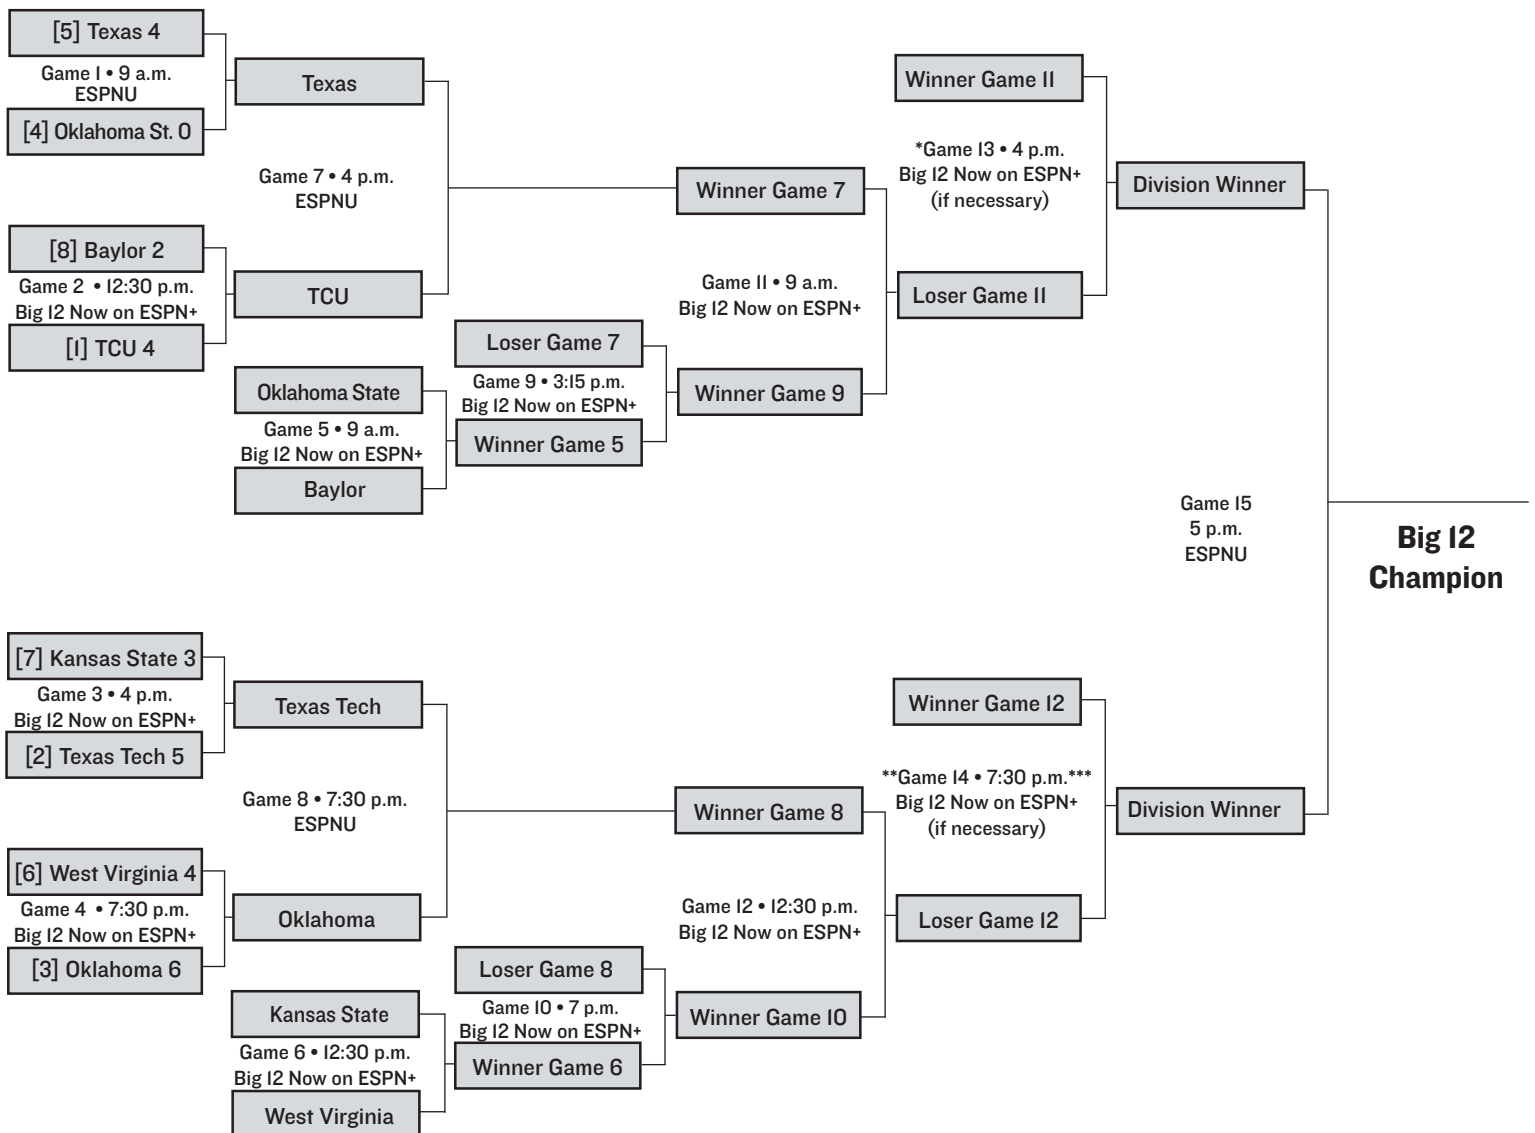 [5] Texas 4
Game 1 • 9 a.m.
ESPNU
[4] Oklahoma St. 0
Texas
Game 7 • 4 p.m.
ESPNU
[8] Baylor 2
Game 2 • 12:30 p.m.
Big 12 Now on ESPN+
[1] TCU 4
TCU
Oklahoma State
Game 5 • 9 a.m.
Big 12 Now on ESPN+
Baylor
Loser Game 7
Game 9 • 3:15 p.m.
Big 12 Now on ESPN+
Winner Game 5
Winner Game 7
Game 11 • 9 a.m.
Big 12 Now on ESPN+
Winner Game 9
Winner Game 11
*Game 13 • 4 p.m.
Big 12 Now on ESPN+
(if necessary)
Loser Game 11
Division Winner
Game 15
5 p.m.
ESPNU
Big 12
Champion
[7] Kansas State 3
Game 3 • 4 p.m.
Big 12 Now on ESPN+
[2] Texas Tech 5
Texas Tech
Game 8 • 7:30 p.m.
ESPNU
[6] West Virginia 4
Game 4 • 7:30 p.m.
Big 12 Now on ESPN+
[3] Oklahoma 6
Oklahoma
Kansas State
Game 6 • 12:30 p.m.
Big 12 Now on ESPN+
West Virginia
Loser Game 8
Game 10 • 7 p.m.
Big 12 Now on ESPN+
Winner Game 6
Winner Game 8
Game 12 • 12:30 p.m.
Big 12 Now on ESPN+
Winner Game 10
Winner Game 12
**Game 14 • 7:30 p.m.***
Big 12 Now on ESPN+
(if necessary)
Loser Game 12
Division Winner